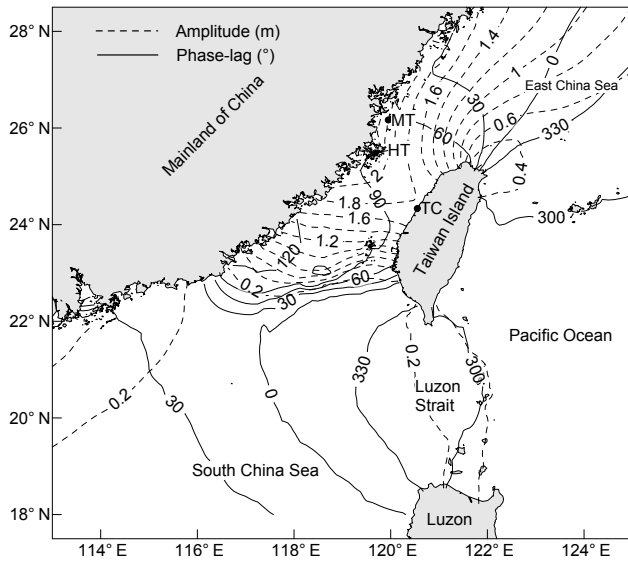 28° N
26° N
24° N
22° N
20° N
18° N
114° E
116° E
118° E
120° E
122° E
124° E
Amplitude (m)
Phase-lag (°)
Mainland of China
East China Sea
Taiwan Island
Pacific Ocean
Luzon
Strait
South China Sea
Luzon
MT
HT
TC
1.4
0
1.6
1
30
0.6
330
60
0.4
2
90
1.8
1.6
300
1.2
120
0.2
60
30
330
0.2
300
0.2
30
0